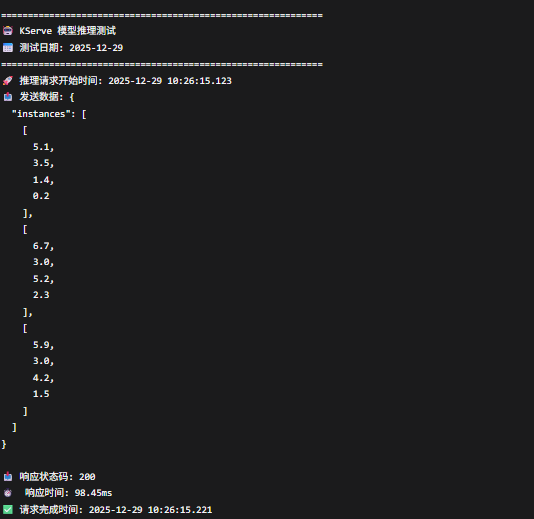 ============================================================
🤖 KServe 模型推理测试
📅 测试日期: 2025-12-29
============================================================
🚀 推理请求开始时间: 2025-12-29 10:26:15.123
📤 发送数据: {
  "instances": [
    [
      5.1,
      3.5,
      1.4,
      0.2
    ],
    [
      6.7,
      3.0,
      5.2,
      2.3
    ],
    [
      5.9,
      3.0,
      4.2,
      1.5
    ]
  ]
}

📥 响应状态码: 200
⏱ 响应时间: 98.45ms
✅ 请求完成时间: 2025-12-29 10:26:15.221